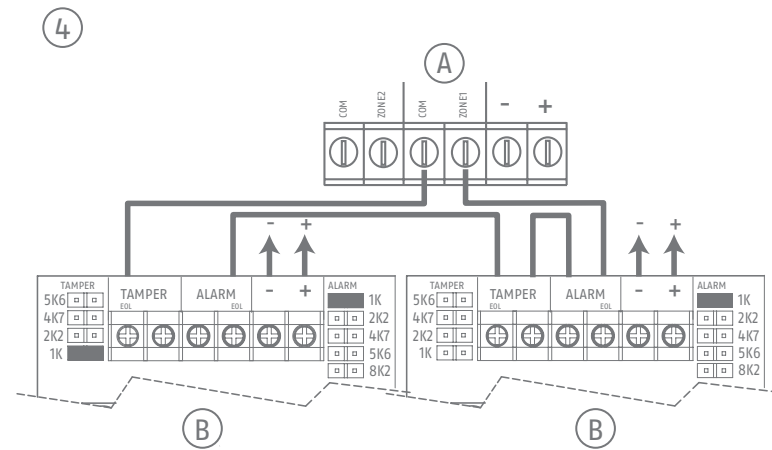 4
A
COM ZONE2 COM ZONE1 - +
- + - +
TAMPER
5K6
4K7
2K2
1K
TAMPER ALARM - +
EOL EOL
ALARM
1K
2K2
4K7
5K6
8K2
TAMPER
5K6
4K7
2K2
1K
TAMPER ALARM - +
EOL EOL
ALARM
1K
2K2
4K7
5K6
8K2
B B